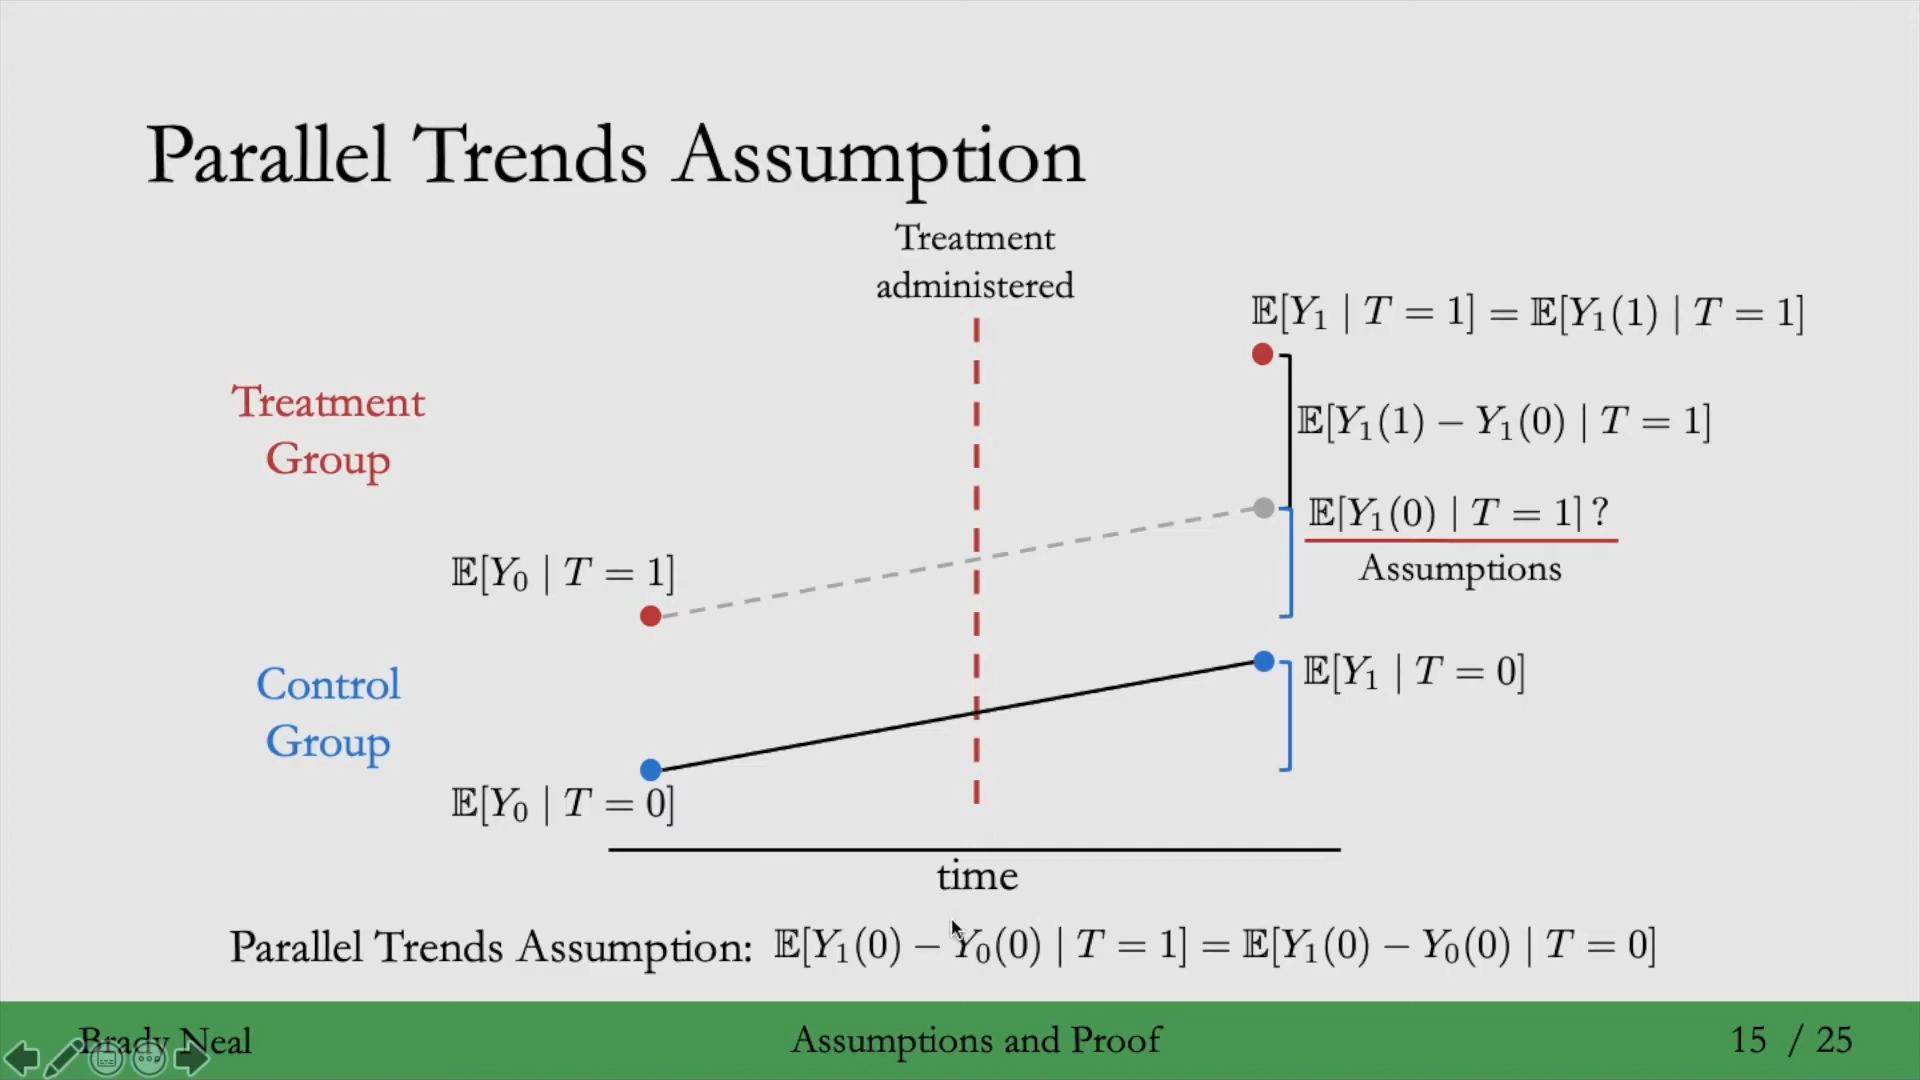 Parallel Trends Assumption
Treatment
administered
𝔼[Y₁ | T = 1] = 𝔼[Y₁(1) | T = 1]
Treatment
Group
𝔼[Y₁(1) − Y₁(0) | T = 1]
𝔼[Y₁(0) | T = 1] ?
Assumptions
𝔼[Y₀ | T = 1]
Control
Group
𝔼[Y₁ | T = 0]
𝔼[Y₀ | T = 0]
time
Parallel Trends Assumption: 𝔼[Y₁(0) − Y₀(0) | T = 1] = 𝔼[Y₁(0) − Y₀(0) | T = 0]
Brady Neal
Assumptions and Proof
15 / 25